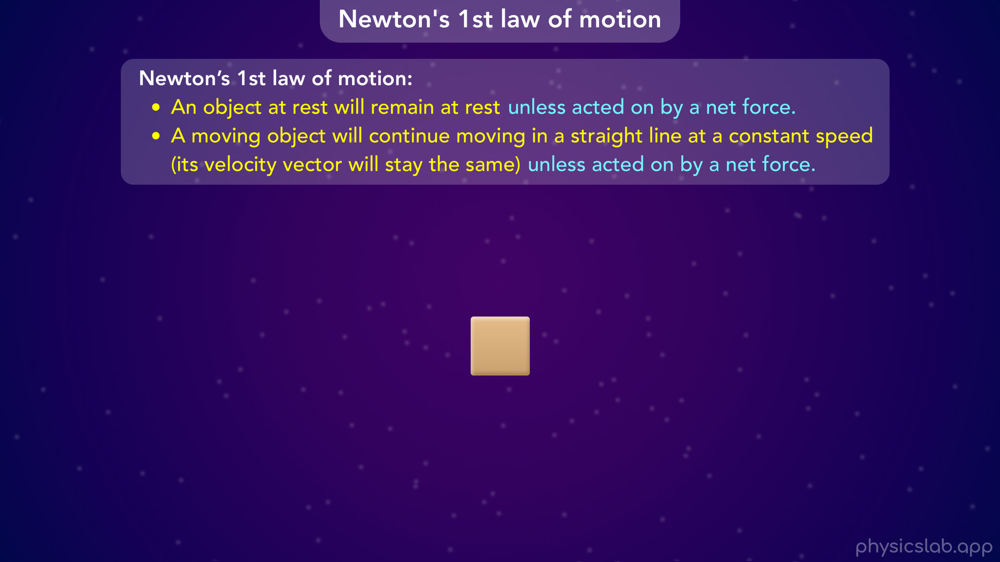 Newton's 1st law of motion
Newton’s 1st law of motion:
• An object at rest will remain at rest unless acted on by a net force.
• A moving object will continue moving in a straight line at a constant speed
(its velocity vector will stay the same) unless acted on by a net force.
physicslab.app